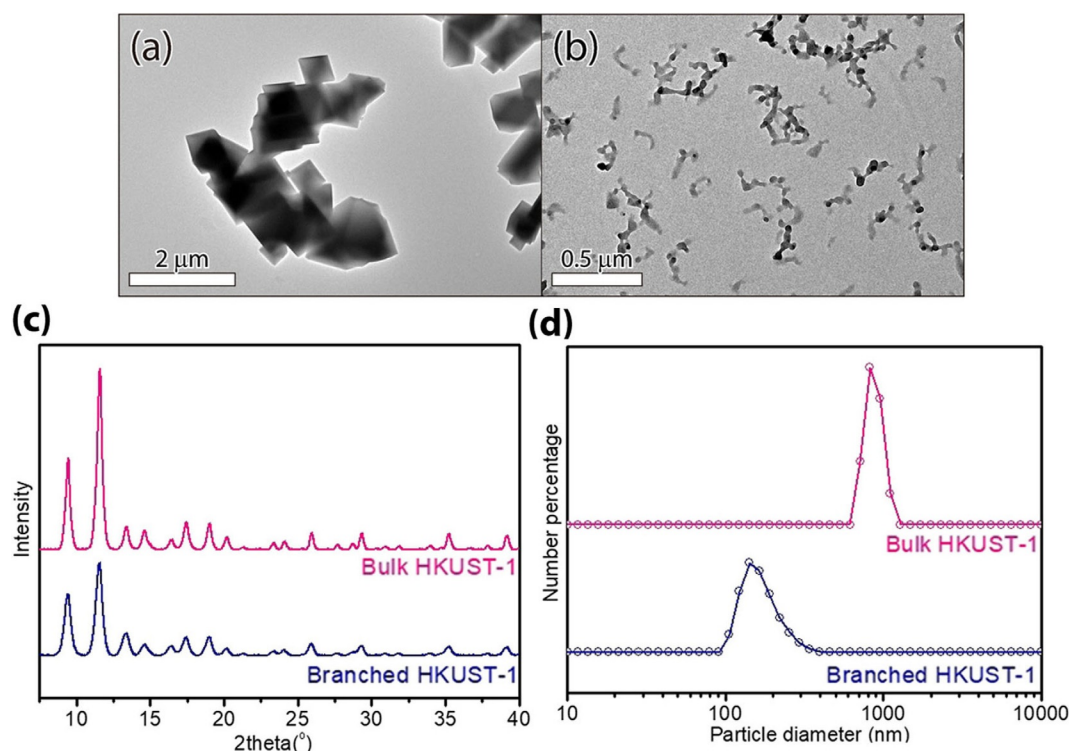 (a)
2 μm
(b)
0.5 μm
(c)
Intensity
Bulk HKUST-1
Branched HKUST-1
10 15 20 25 30 35 40
2theta(°)
(d)
Number percentage
Bulk HKUST-1
Branched HKUST-1
10 100 1000 10000
Particle diameter (nm)